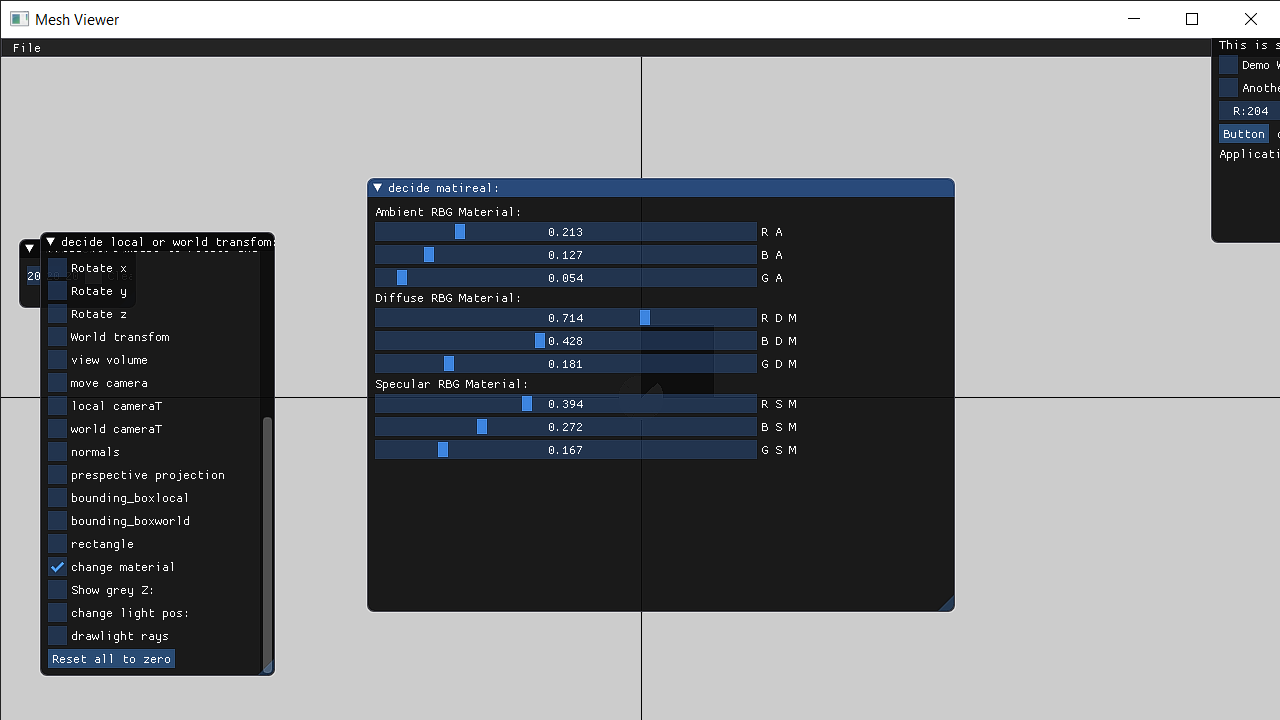 Mesh Viewer
File
This is s
Demo W
Anothe
R:204
Button
Applicati
decide matireal:
Ambient RBG Material:
0.213 R A
0.127 B A
0.054 G A
Diffuse RBG Material:
0.714 R D M
0.428 B D M
0.181 G D M
Specular RBG Material:
0.394 R S M
0.272 B S M
0.167 G S M
20
decide local or world transfom:
Rotate x
Rotate y
Rotate z
World transfom
view volume
move camera
local cameraT
world cameraT
normals
prespective projection
bounding_boxlocal
bounding_boxworld
rectangle
change material
Show grey Z:
change light pos:
drawlight rays
Reset all to zero